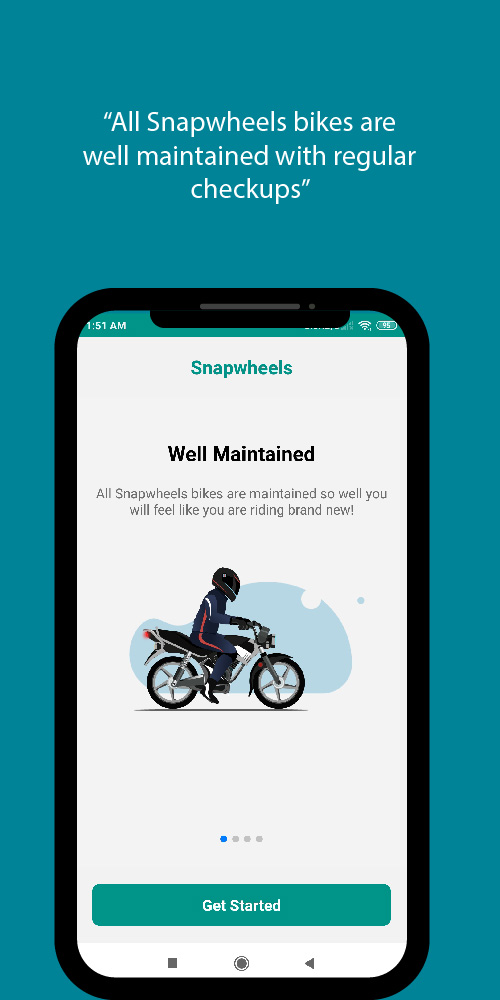 “All Snapwheels bikes are
well maintained with regular
checkups”
1:51 AM
95
Snapwheels
Well Maintained
All Snapwheels bikes are maintained so well you
will feel like you are riding brand new!
Get Started